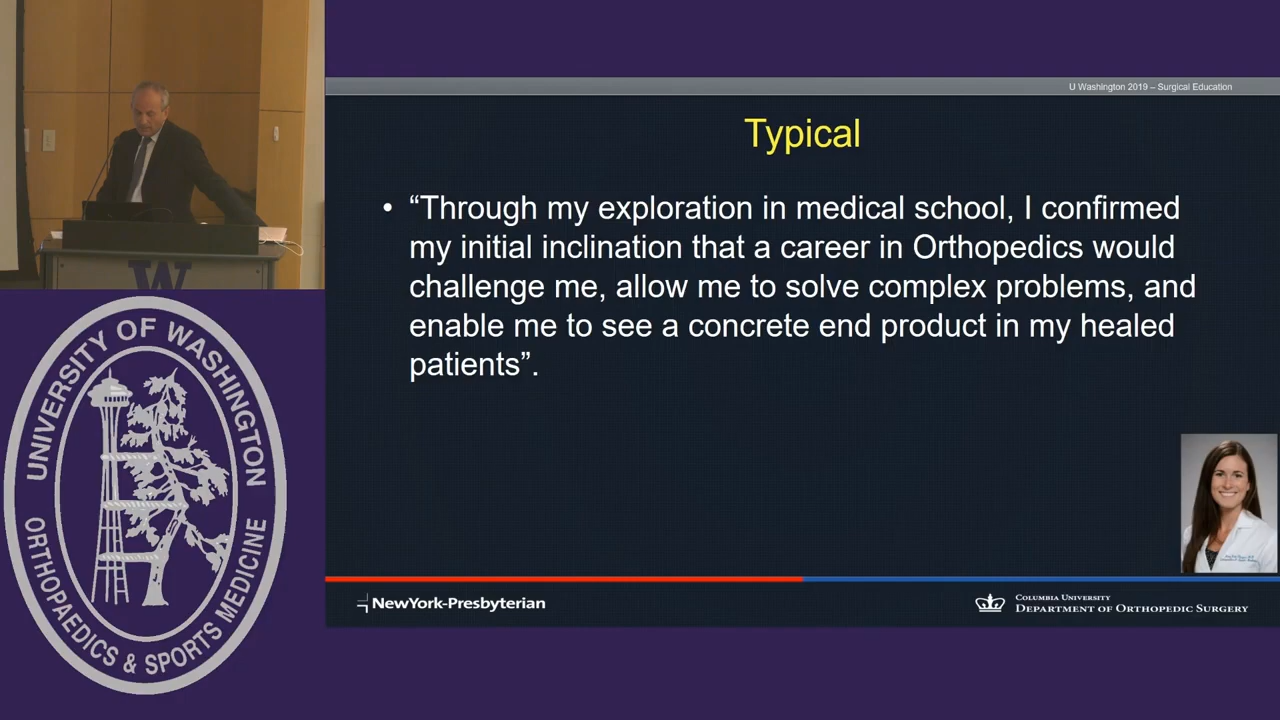 U Washington 2019 – Surgical Education
Typical
• “Through my exploration in medical school, I confirmed
my initial inclination that a career in Orthopedics would
challenge me, allow me to solve complex problems, and
enable me to see a concrete end product in my healed
patients”.
NewYork-Presbyterian
COLUMBIA UNIVERSITY
DEPARTMENT OF ORTHOPEDIC SURGERY
W
UNIVERSITY OF WASHINGTON
ORTHOPAEDICS & SPORTS MEDICINE